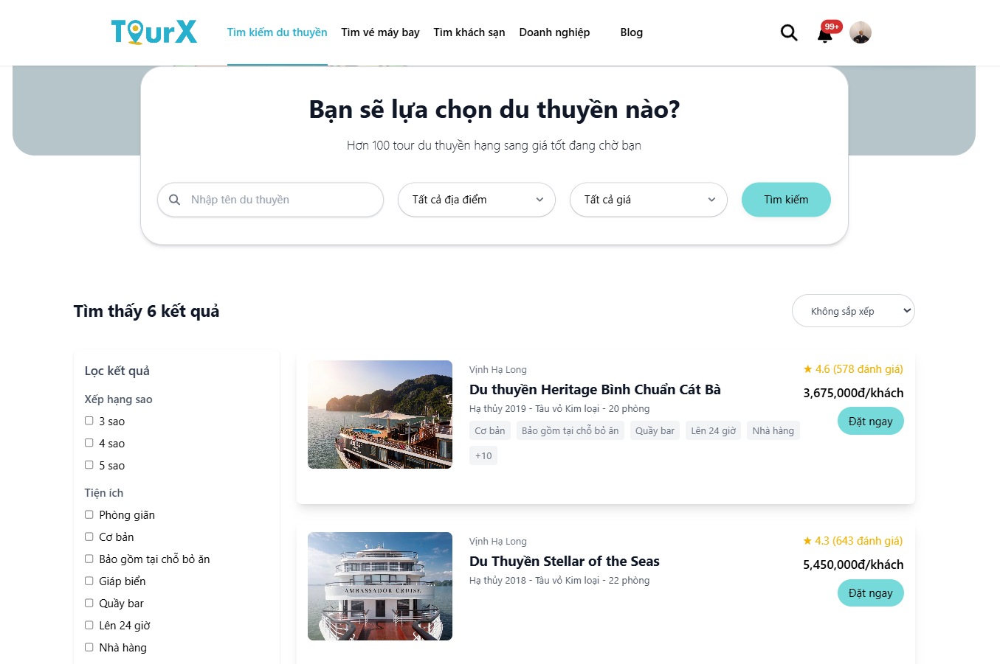 TourX
Tìm kiếm du thuyền
Tìm vé máy bay
Tìm khách sạn
Doanh nghiệp
Blog
99+
Bạn sẽ lựa chọn du thuyền nào?
Hơn 100 tour du thuyền hạng sang giá tốt đang chờ bạn
Nhập tên du thuyền
Tất cả địa điểm
Tất cả giá
Tìm kiếm
Tìm thấy 6 kết quả
Không sắp xếp
Lọc kết quả
Xếp hạng sao
3 sao
4 sao
5 sao
Tiện ích
Phòng giãn
Cơ bản
Bảo gồm tại chỗ bỏ ăn
Giáp biển
Quầy bar
Lên 24 giờ
Nhà hàng
Vịnh Hạ Long
Du thuyền Heritage Bình Chuẩn Cát Bà
Hạ thủy 2019 - Tàu vỏ Kim loại - 20 phòng
Cơ bản
Bảo gồm tại chỗ bỏ ăn
Quầy bar
Lên 24 giờ
Nhà hàng
+10
★ 4.6 (578 đánh giá)
3,675,000đ/khách
Đặt ngay
AMBASSADOR CRUISE
Vịnh Hạ Long
Du Thuyền Stellar of the Seas
Hạ thủy 2018 - Tàu vỏ Kim loại - 22 phòng
★ 4.3 (643 đánh giá)
5,450,000đ/khách
Đặt ngay